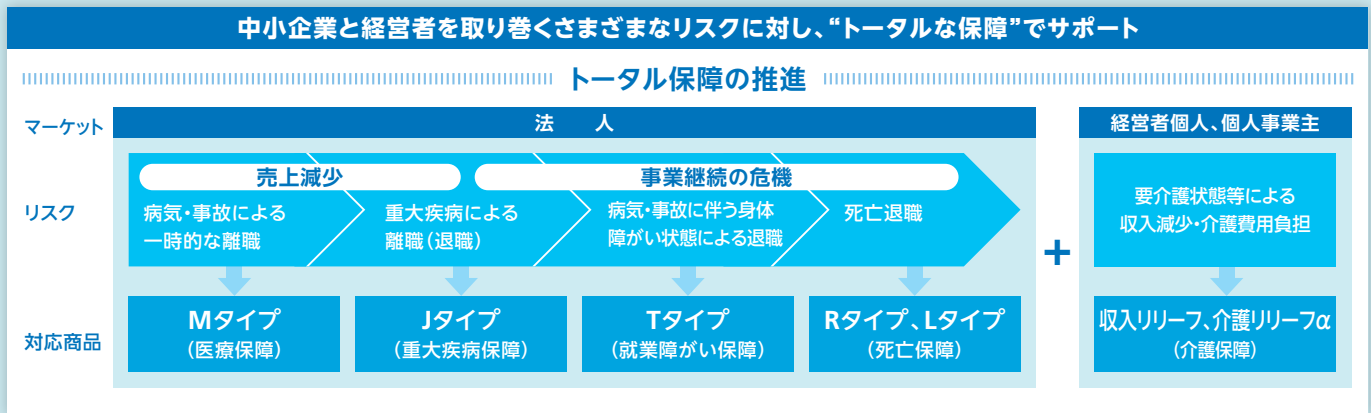 中小企業と経営者を取り巻くさまざまなリスクに対し、“トータルな保障”でサポート
トータル保障の推進
マーケット
法　人
経営者個人、個人事業主
リスク
売上減少
事業継続の危機
病気・事故による
一時的な離職
重大疾病による
離職（退職）
病気・事故に伴う身体
障がい状態による退職
死亡退職
+
要介護状態等による
収入減少・介護費用負担
対応商品
Mタイプ
（医療保障）
Jタイプ
（重大疾病保障）
Tタイプ
（就業障がい保障）
Rタイプ、Lタイプ
（死亡保障）
収入リリーフ、介護リリーフα
（介護保障）